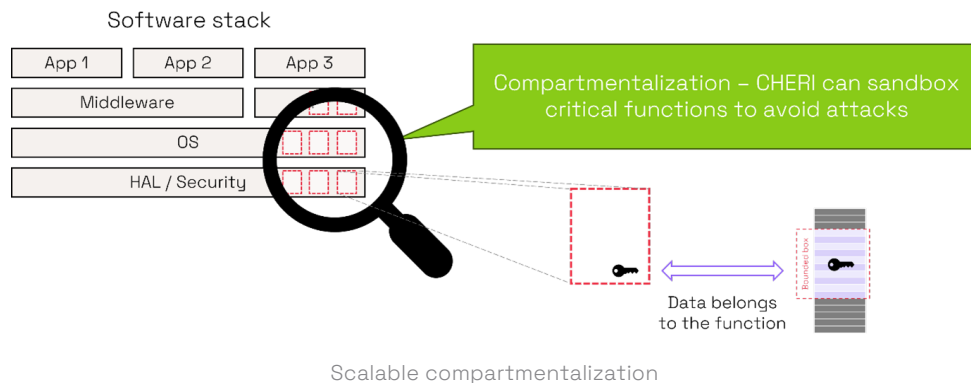 Software stack
App 1
App 2
App 3
Middleware
OS
HAL / Security
Compartmentalization – CHERI can sandbox
critical functions to avoid attacks
Bounded box
Data belongs
to the function
Scalable compartmentalization